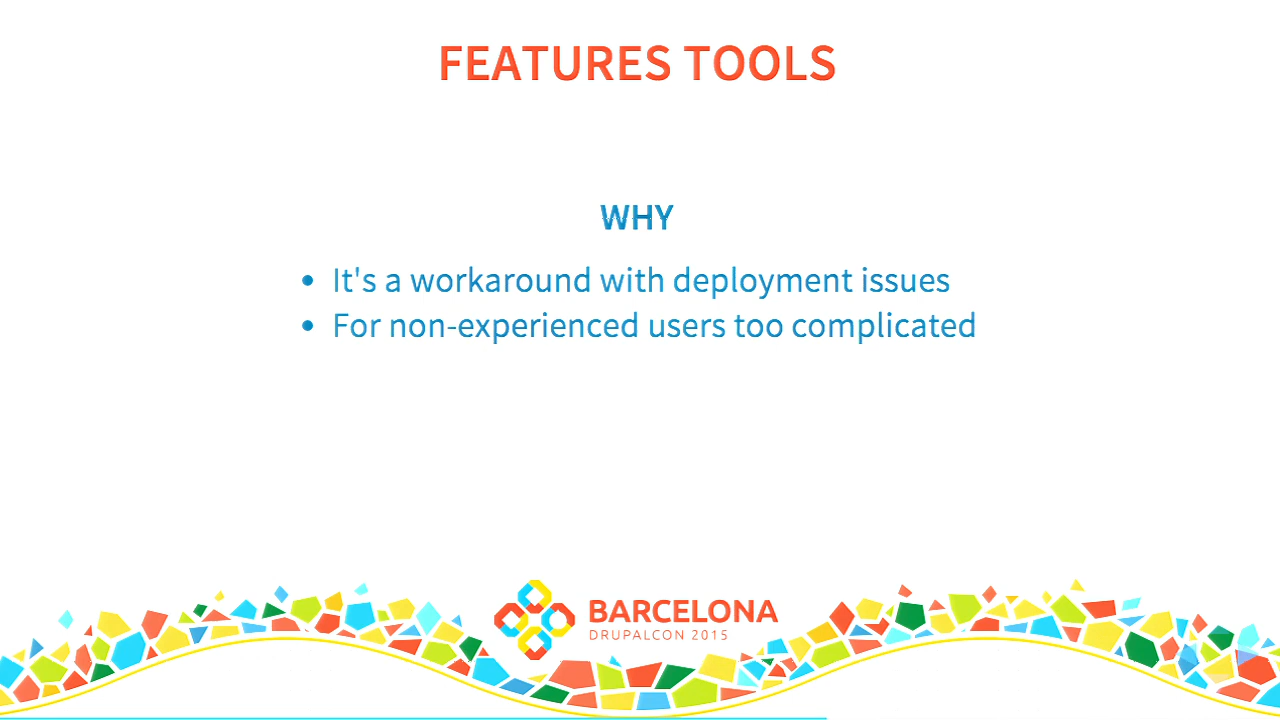 FEATURES TOOLS
WHY
• It's a workaround with deployment issues
• For non-experienced users too complicated
BARCELONA
DRUPALCON 2015